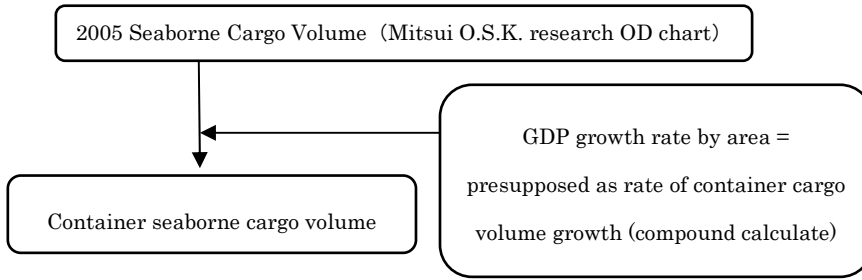 2005 Seaborne Cargo Volume (Mitsui O.S.K. research OD chart)
GDP growth rate by area =
presupposed as rate of container cargo
volume growth (compound calculate)
Container seaborne cargo volume